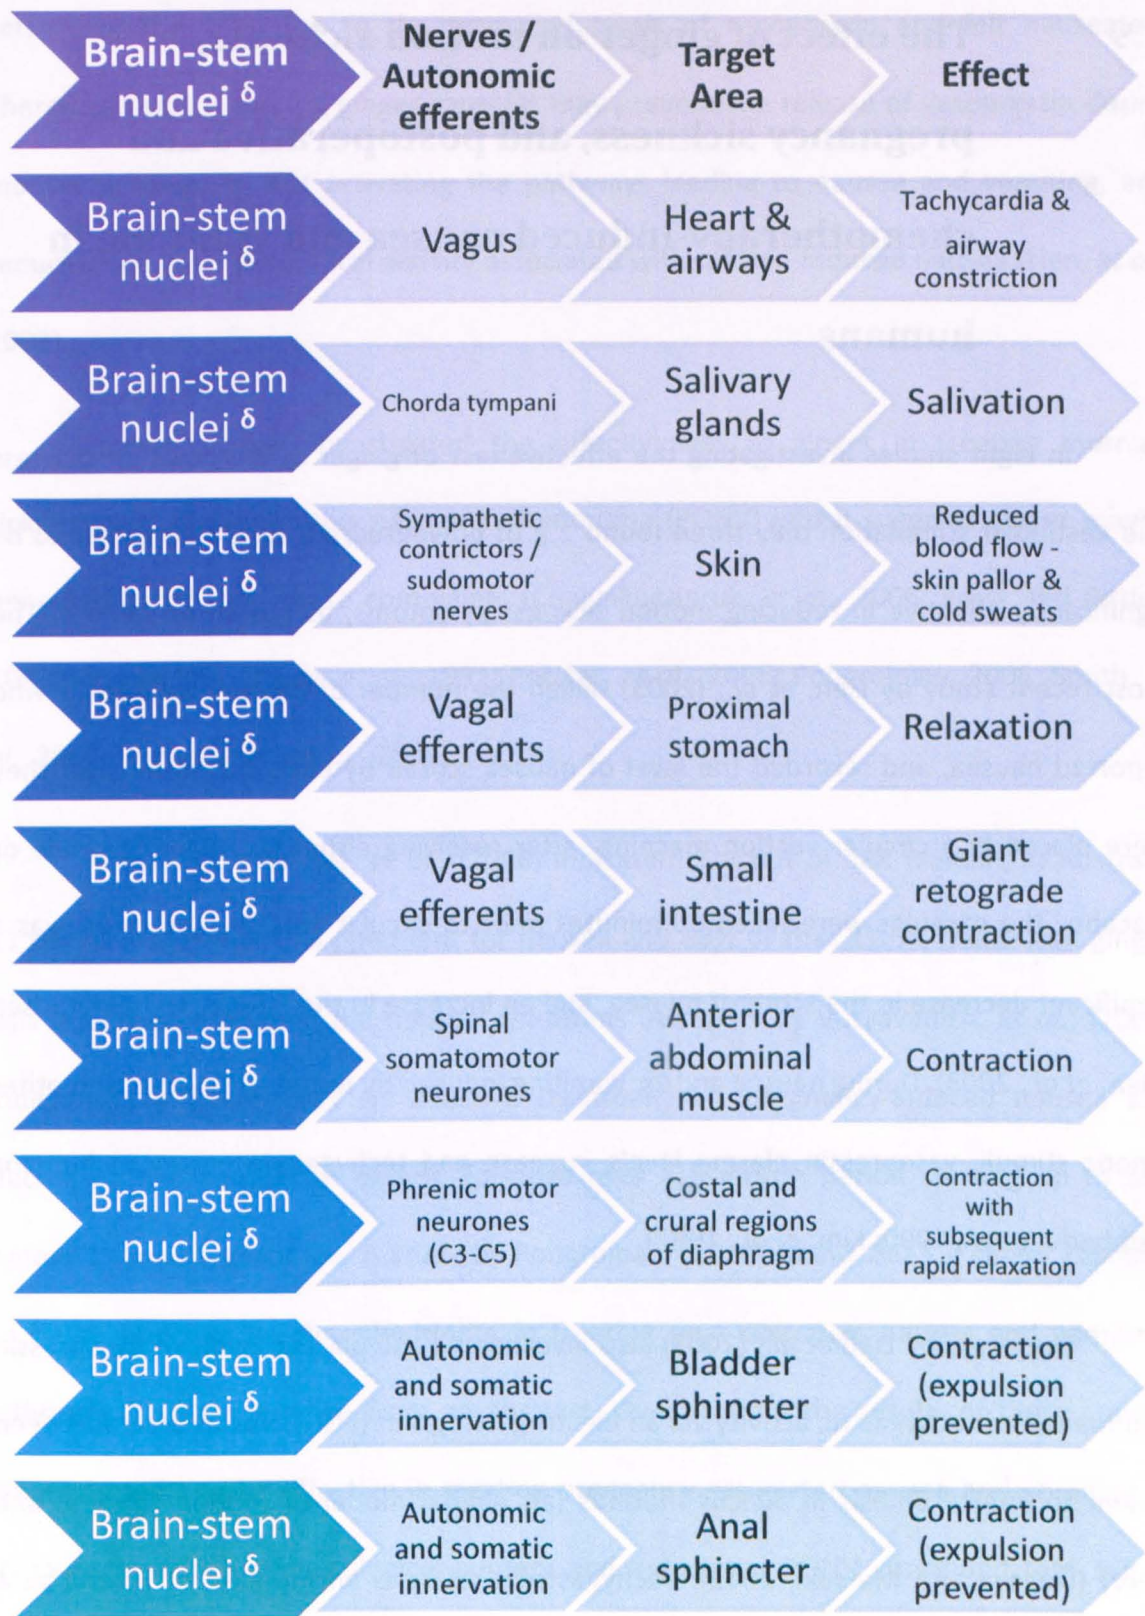 Brain-stem
nuclei δ
Nerves /
Autonomic
efferents
Target
Area
Effect
Brain-stem
nuclei δ
Vagus
Heart &
airways
Tachycardia &
airway
constriction
Brain-stem
nuclei δ
Chorda tympani
Salivary
glands
Salivation
Brain-stem
nuclei δ
Sympathetic
contrictors /
sudomotor
nerves
Skin
Reduced
blood flow -
skin pallor &
cold sweats
Brain-stem
nuclei δ
Vagal
efferents
Proximal
stomach
Relaxation
Brain-stem
nuclei δ
Vagal
efferents
Small
intestine
Giant
retograde
contraction
Brain-stem
nuclei δ
Spinal
somatomotor
neurones
Anterior
abdominal
muscle
Contraction
Brain-stem
nuclei δ
Phrenic motor
neurones
(C3-C5)
Costal and
crural regions
of diaphragm
Contraction
with
subsequent
rapid relaxation
Brain-stem
nuclei δ
Autonomic
and somatic
innervation
Bladder
sphincter
Contraction
(expulsion
prevented)
Brain-stem
nuclei δ
Autonomic
and somatic
innervation
Anal
sphincter
Contraction
(expulsion
prevented)